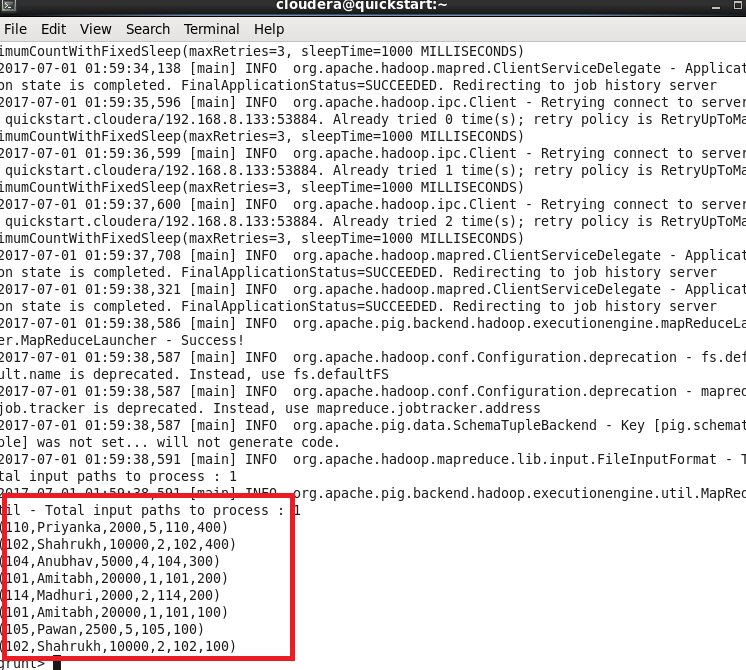 cloudera@quickstart:~
File Edit View Search Terminal Help
imumCountWithFixedSleep(maxRetries=3, sleepTime=1000 MILLISECONDS)
2017-07-01 01:59:34,138 [main] INFO  org.apache.hadoop.mapred.ClientServiceDelegate - Applicat
on state is completed. FinalApplicationStatus=SUCCEEDED. Redirecting to job history server
2017-07-01 01:59:35,596 [main] INFO  org.apache.hadoop.ipc.Client - Retrying connect to server
quickstart.cloudera/192.168.8.133:53884. Already tried 0 time(s); retry policy is RetryUpToMa
imumCountWithFixedSleep(maxRetries=3, sleepTime=1000 MILLISECONDS)
2017-07-01 01:59:36,599 [main] INFO  org.apache.hadoop.ipc.Client - Retrying connect to server
quickstart.cloudera/192.168.8.133:53884. Already tried 1 time(s); retry policy is RetryUpToMa
imumCountWithFixedSleep(maxRetries=3, sleepTime=1000 MILLISECONDS)
2017-07-01 01:59:37,600 [main] INFO  org.apache.hadoop.ipc.Client - Retrying connect to server
quickstart.cloudera/192.168.8.133:53884. Already tried 2 time(s); retry policy is RetryUpToMa
imumCountWithFixedSleep(maxRetries=3, sleepTime=1000 MILLISECONDS)
2017-07-01 01:59:37,708 [main] INFO  org.apache.hadoop.mapred.ClientServiceDelegate - Applicat
on state is completed. FinalApplicationStatus=SUCCEEDED. Redirecting to job history server
2017-07-01 01:59:38,321 [main] INFO  org.apache.hadoop.mapred.ClientServiceDelegate - Applicat
on state is completed. FinalApplicationStatus=SUCCEEDED. Redirecting to job history server
2017-07-01 01:59:38,586 [main] INFO  org.apache.pig.backend.hadoop.executionengine.mapReduceLa
er.MapReduceLauncher - Success!
2017-07-01 01:59:38,587 [main] INFO  org.apache.hadoop.conf.Configuration.deprecation - fs.def
ult.name is deprecated. Instead, use fs.defaultFS
2017-07-01 01:59:38,587 [main] INFO  org.apache.hadoop.conf.Configuration.deprecation - mapred
job.tracker is deprecated. Instead, use mapreduce.jobtracker.address
2017-07-01 01:59:38,587 [main] INFO  org.apache.pig.data.SchemaTupleBackend - Key [pig.schemat
ple] was not set... will not generate code.
2017-07-01 01:59:38,591 [main] INFO  org.apache.hadoop.mapreduce.lib.input.FileInputFormat - T
tal input paths to process : 1
2017-07-01 01:59:38,591 [main] INFO  org.apache.pig.backend.hadoop.executionengine.util.MapRed
til - Total input paths to process : 1
(110,Priyanka,2000,5,110,400)
(102,Shahrukh,10000,2,102,400)
(104,Anubhav,5000,4,104,300)
(101,Amitabh,20000,1,101,200)
(114,Madhuri,2000,2,114,200)
(101,Amitabh,20000,1,101,100)
(105,Pawan,2500,5,105,100)
(102,Shahrukh,10000,2,102,100)
grunt>